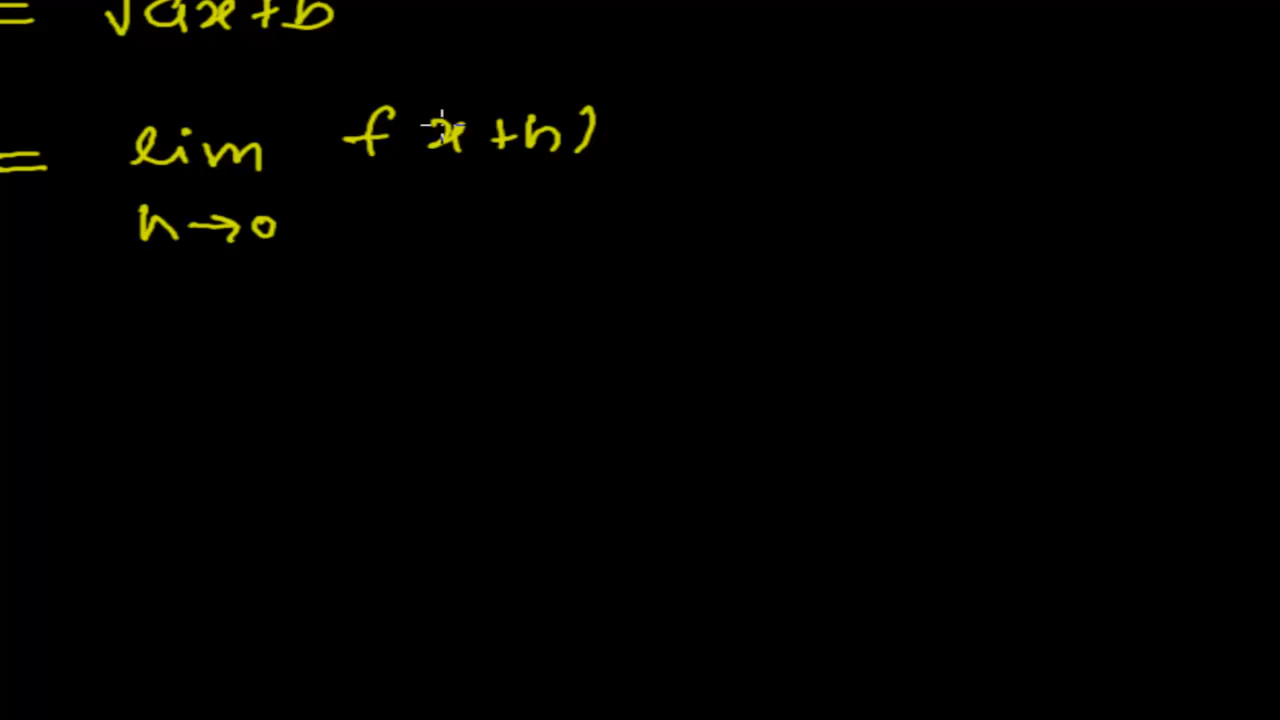 = √ax+b
= lim f x+h)
h→0